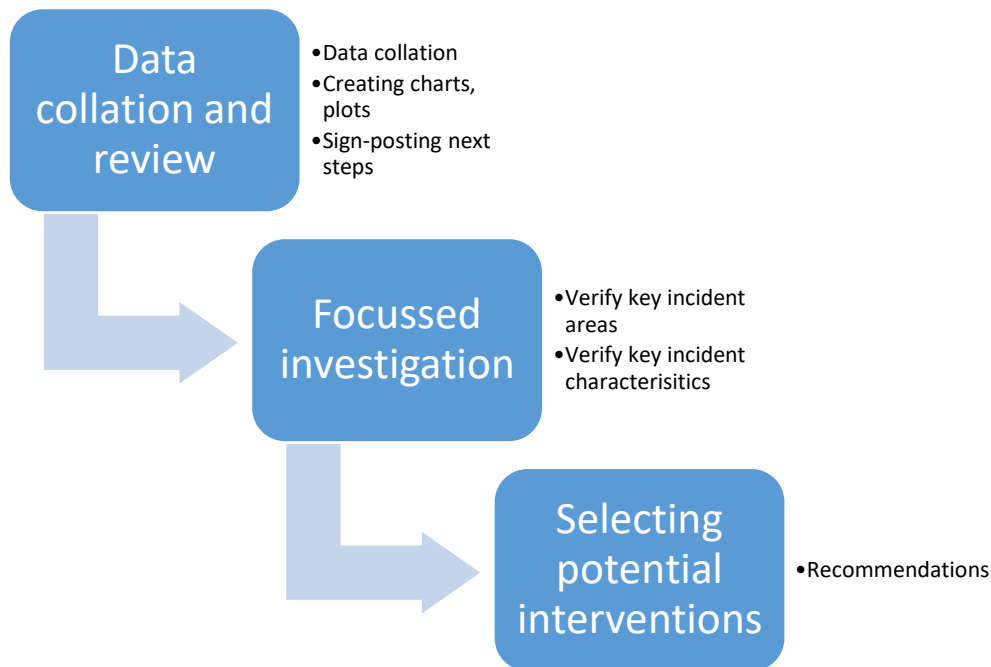 Data
collation and
review
•Data collation
•Creating charts,
plots
•Sign-posting next
steps
Focussed
investigation
•Verify key incident
areas
•Verify key incident
characterisitics
Selecting
potential
interventions
•Recommendations